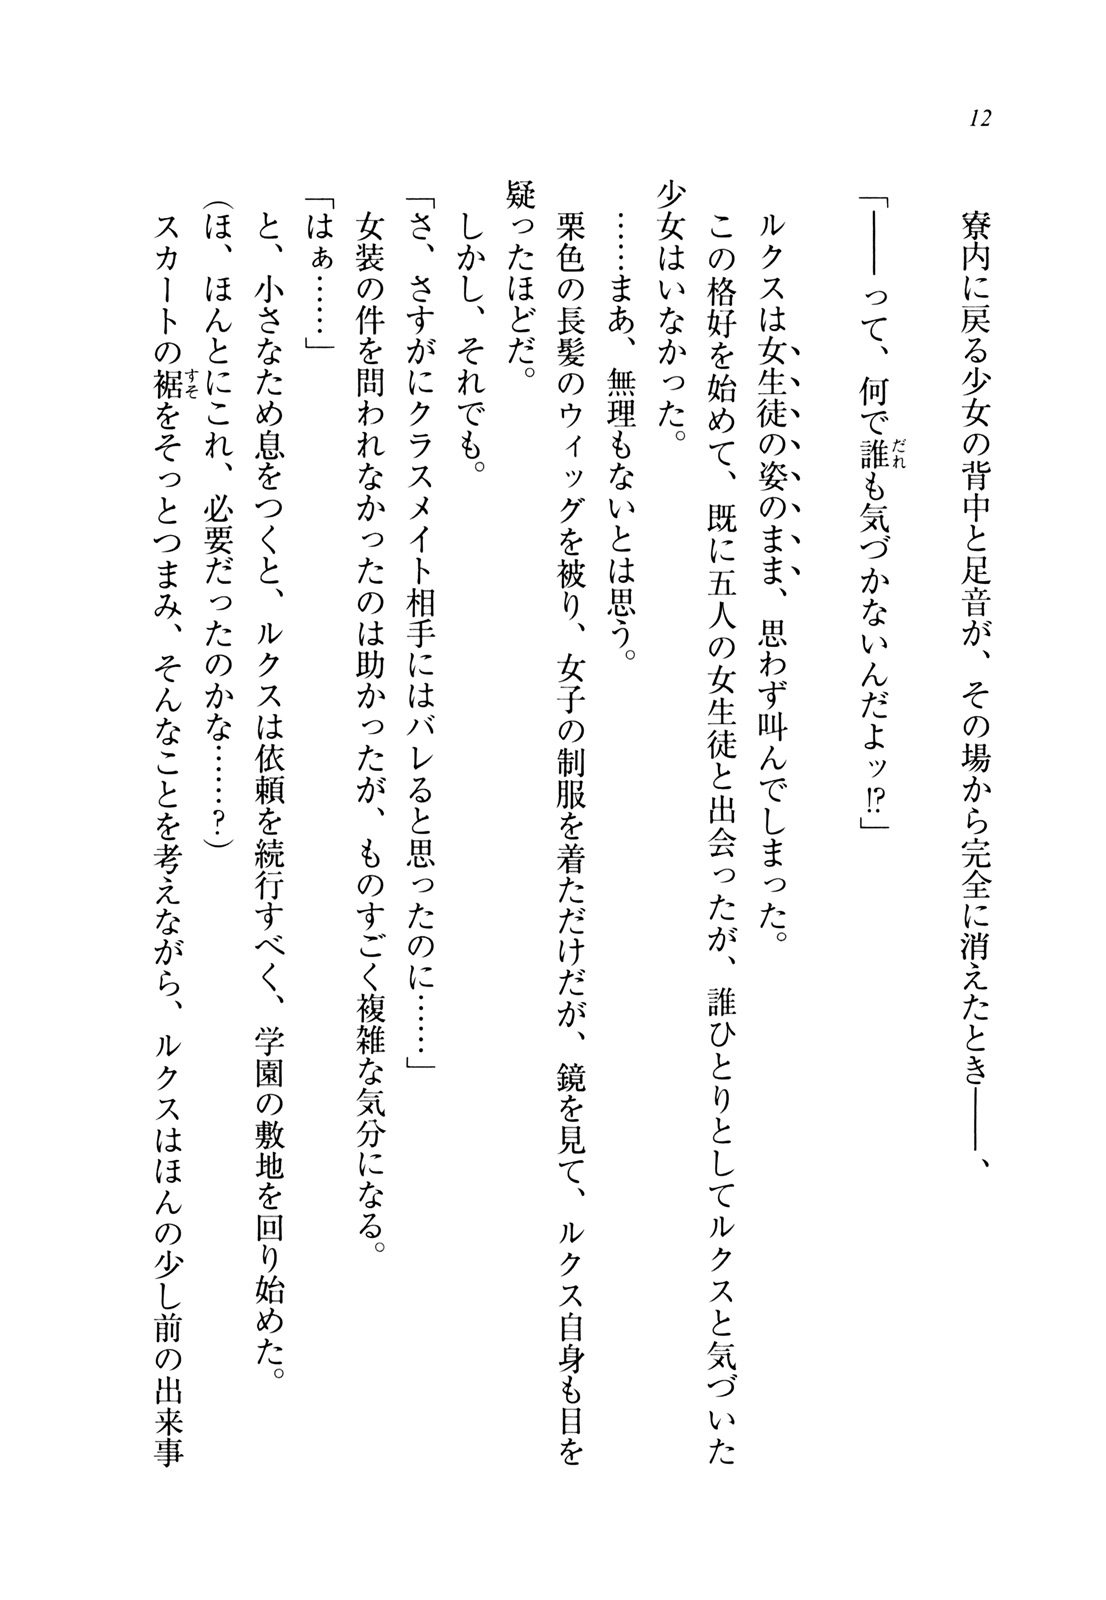 12
寮内に戻る少女の背中と足音が、その場から完全に消えたとき――、
「――って、何で誰も気づかないんだよッ!?」
ルクスは女生徒の姿のまま、思わず叫んでしまった。
この格好を始めて、既に五人の女生徒と出会ったが、誰ひとりとしてルクスと気づいた
少女はいなかった。
……まあ、無理もないとは思う。
栗色の長髪のウィッグを被り、女子の制服を着ただけだが、鏡を見て、ルクス自身も目を
疑ったほどだ。
しかし、それでも。
「さ、さすがにクラスメイト相手にはバレると思ったのに……」
女装の件を問われなかったのは助かったが、ものすごく複雑な気分になる。
「はぁ……」
と、小さなため息をつくと、ルクスは依頼を続行すべく、学園の敷地を回り始めた。
（ほ、ほんとにこれ、必要だったのかな……？）
スカートの裾をそっとつまみ、そんなことを考えながら、ルクスはほんの少し前の出来事